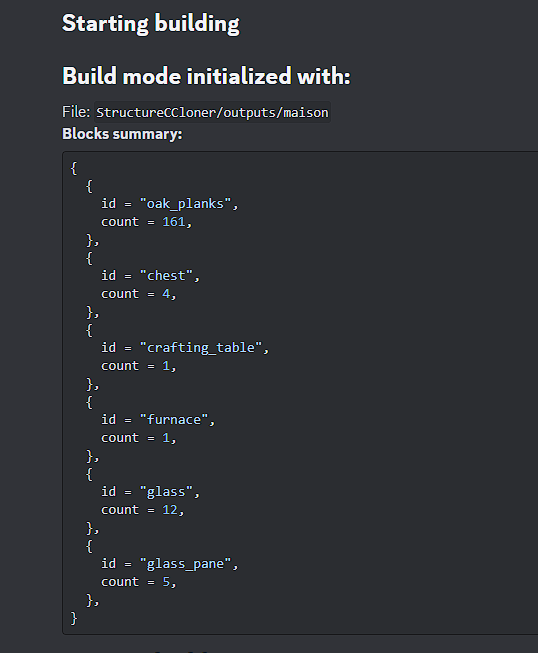 Starting building
Build mode initialized with:
File: StructureCCloner/outputs/maison
Blocks summary:
{
  {
    id = "oak_planks",
    count = 161,
  },
  {
    id = "chest",
    count = 4,
  },
  {
    id = "crafting_table",
    count = 1,
  },
  {
    id = "furnace",
    count = 1,
  },
  {
    id = "glass",
    count = 12,
  },
  {
    id = "glass_pane",
    count = 5,
  },
}